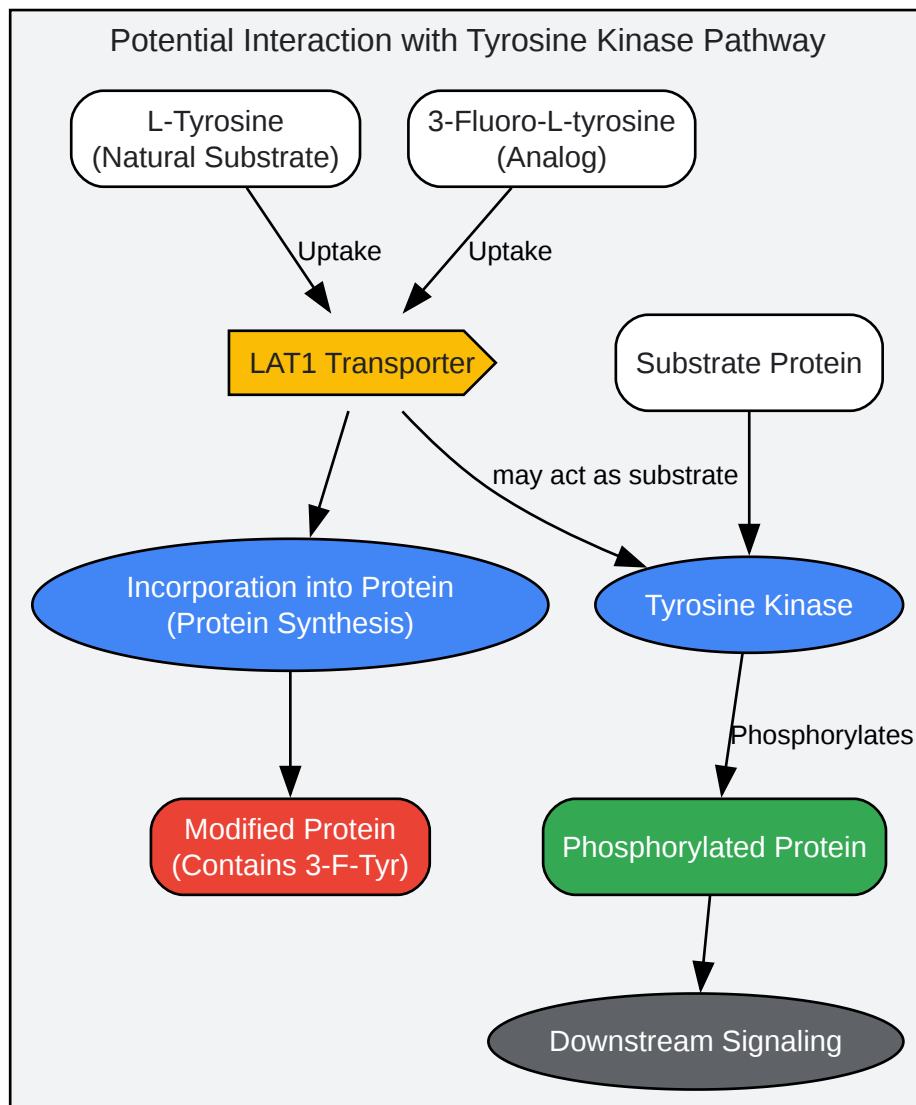 Potential Interaction with Tyrosine Kinase Pathway
L-Tyrosine
(Natural Substrate)
3-Fluoro-L-tyrosine
(Analog)
Uptake
Uptake
LAT1 Transporter
Substrate Protein
may act as substrate
Incorporation into Protein
(Protein Synthesis)
Tyrosine Kinase
Phosphorylates
Modified Protein
(Contains 3-F-Tyr)
Phosphorylated Protein
Downstream Signaling